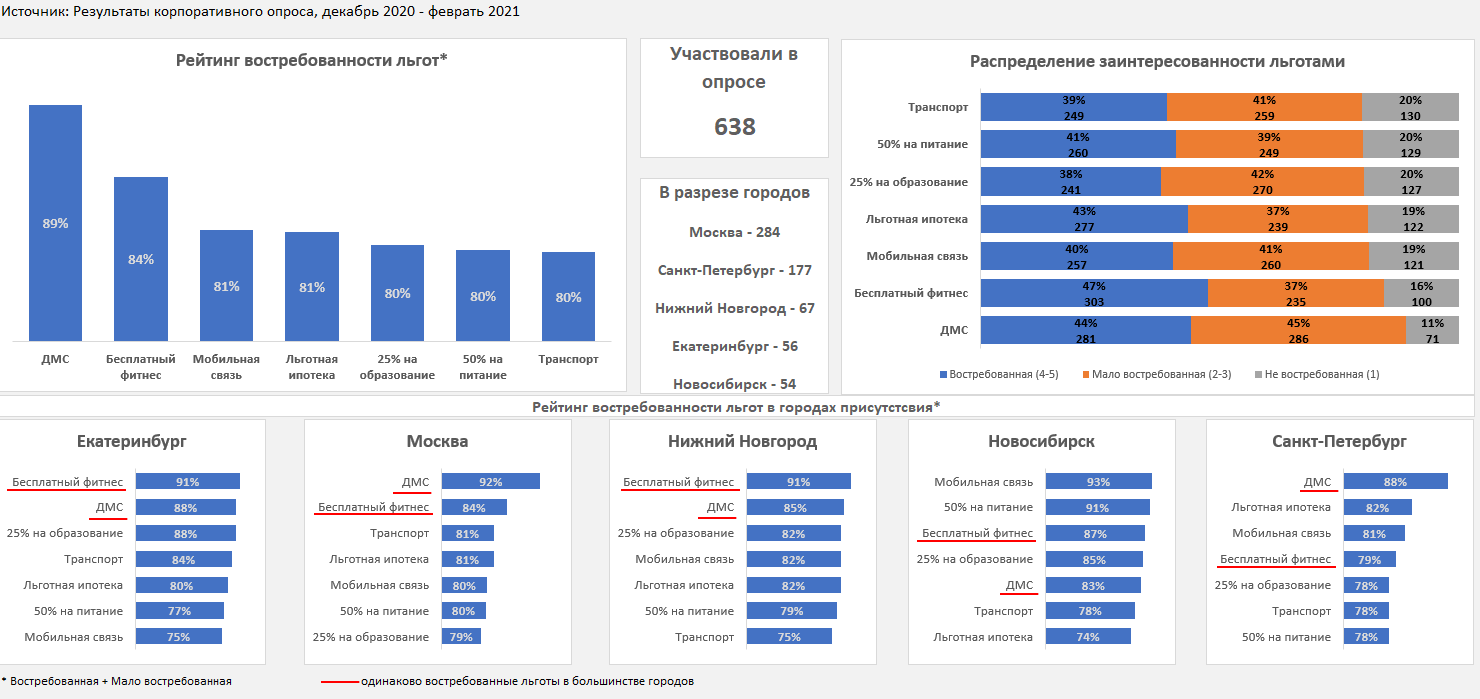 Источник: Результаты корпоративного опроса, декабрь 2020 - феврать 2021
Рейтинг востребованности льгот*
89%
84%
81%
81%
80%
80%
80%
ДМС
Бесплатный
фитнес
Мобильная
связь
Льготная
ипотека
25% на
образование
50% на
питание
Транспорт
Участвовали в
опросе
638
В разрезе городов
Москва - 284
Санкт-Петербург - 177
Нижний Новгород - 67
Екатеринбург - 56
Новосибирск - 54
Распределение заинтересованности льготами
Транспорт
39%
249
41%
259
20%
130
50% на питание
41%
260
39%
249
20%
129
25% на образование
38%
241
42%
270
20%
127
Льготная ипотека
43%
277
37%
239
19%
122
Мобильная связь
40%
257
41%
260
19%
121
Бесплатный фитнес
47%
303
37%
235
16%
100
ДМС
44%
281
45%
286
11%
71
Востребованная (4-5)
Мало востребованная (2-3)
Не востребованная (1)
Рейтинг востребованности льгот в городах присутстсвия*
Екатеринбург
Бесплатный фитнес 91%
ДМС 88%
25% на образование 88%
Транспорт 84%
Льготная ипотека 80%
50% на питание 77%
Мобильная связь 75%
Москва
ДМС 92%
Бесплатный фитнес 84%
Транспорт 81%
Льготная ипотека 81%
Мобильная связь 80%
50% на питание 80%
25% на образование 79%
Нижний Новгород
Бесплатный фитнес 91%
ДМС 85%
25% на образование 82%
Мобильная связь 82%
Льготная ипотека 82%
50% на питание 79%
Транспорт 75%
Новосибирск
Мобильная связь 93%
50% на питание 91%
Бесплатный фитнес 87%
25% на образование 85%
ДМС 83%
Транспорт 78%
Льготная ипотека 74%
Санкт-Петербург
ДМС 88%
Льготная ипотека 82%
Мобильная связь 81%
Бесплатный фитнес 79%
25% на образование 78%
Транспорт 78%
50% на питание 78%
* Востребованная + Мало востребованная
одинаково востребованные льготы в большинстве городов